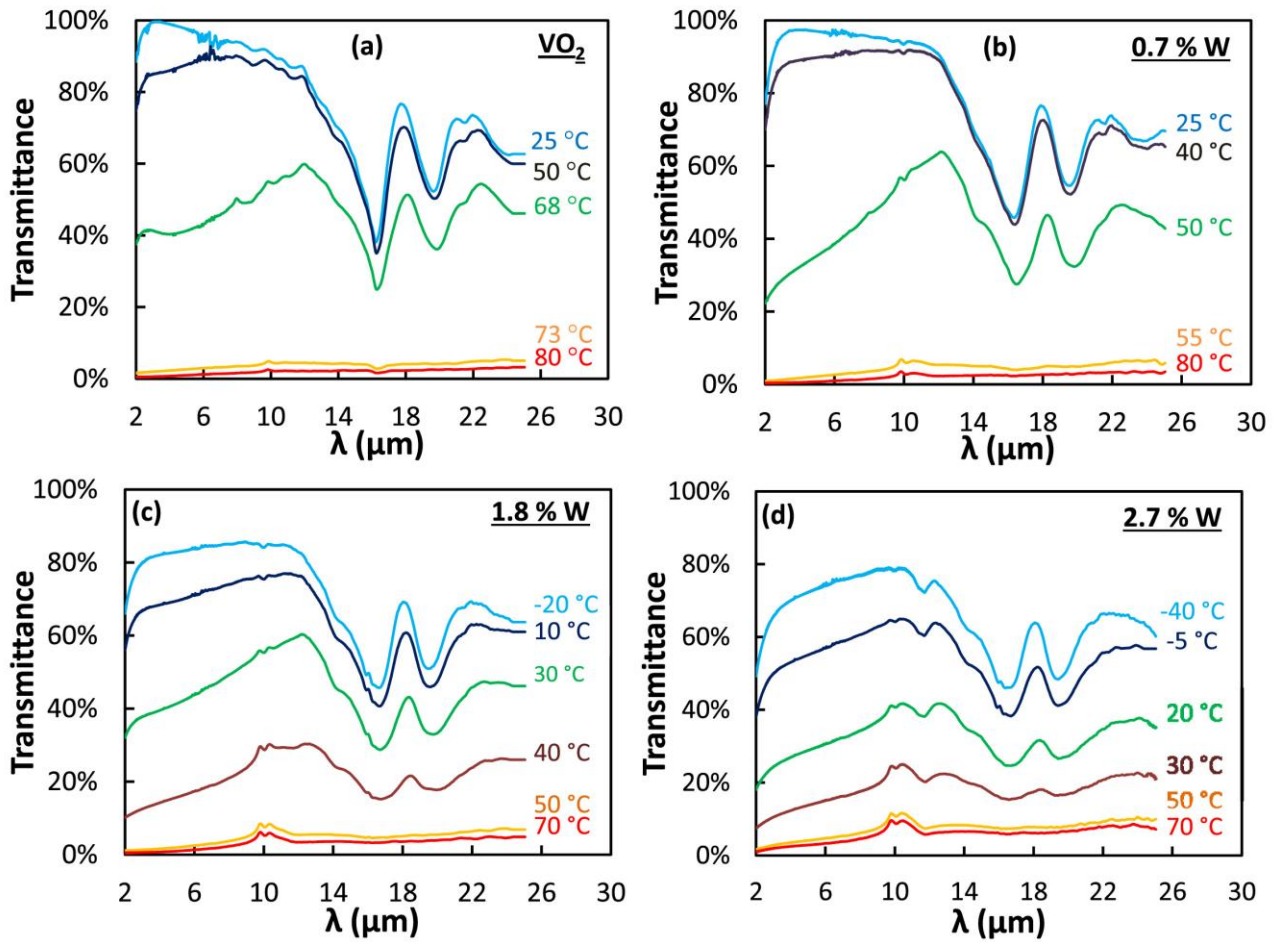 (a)
VO₂
Transmittance
100%
80%
60%
40%
20%
0%
25 °C
50 °C
68 °C
73 °C
80 °C
2 6 10 14 18 22 26 30
λ (μm)
(b)
0.7 % W
Transmittance
100%
80%
60%
40%
20%
0%
25 °C
40 °C
50 °C
55 °C
80 °C
2 6 10 14 18 22 26 30
λ (μm)
(c)
1.8 % W
Transmittance
100%
80%
60%
40%
20%
0%
-20 °C
10 °C
30 °C
40 °C
50 °C
70 °C
2 6 10 14 18 22 26 30
λ (μm)
(d)
2.7 % W
Transmittance
100%
80%
60%
40%
20%
0%
-40 °C
-5 °C
20 °C
30 °C
50 °C
70 °C
2 6 10 14 18 22 26 30
λ (μm)